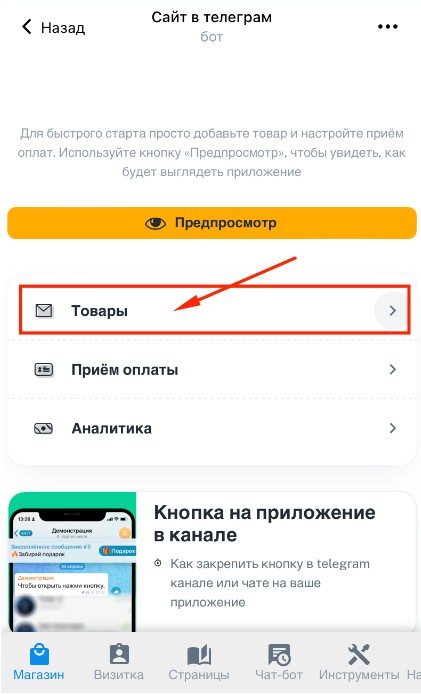 Назад
Сайт в телеграм
бот
Для быстрого старта просто добавьте товар и настройте приём
оплат. Используйте кнопку «Предпросмотр», чтобы увидеть, как
будет выглядеть приложение
Предпросмотр
Товары
Приём оплаты
Аналитика
13:20
Демонстрация
Закреплённое сообщение #5
🔥Забирай подарок
Подарок
Демонстрация
Чтобы открыть нажми кнопку.
Кнопка на приложение
в канале
Как закрепить кнопку в telegram
канале или чате на ваше
приложение
Магазин
Визитка
Страницы
Чат-бот
Инструменты
На